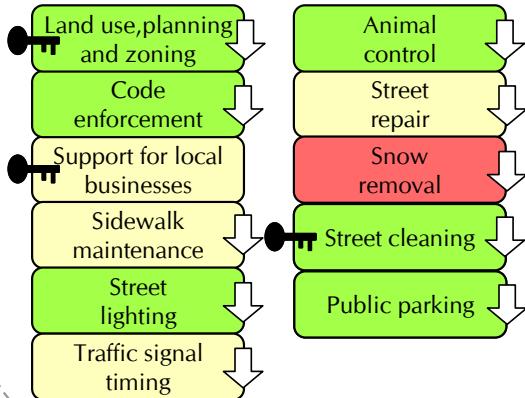 Land use,planning
and zoning
Code
enforcement
Support for local
businesses
Sidewalk
maintenance
Street
lighting
Traffic signal
timing
Animal
control
Street
repair
Snow
removal
Street cleaning
Public parking